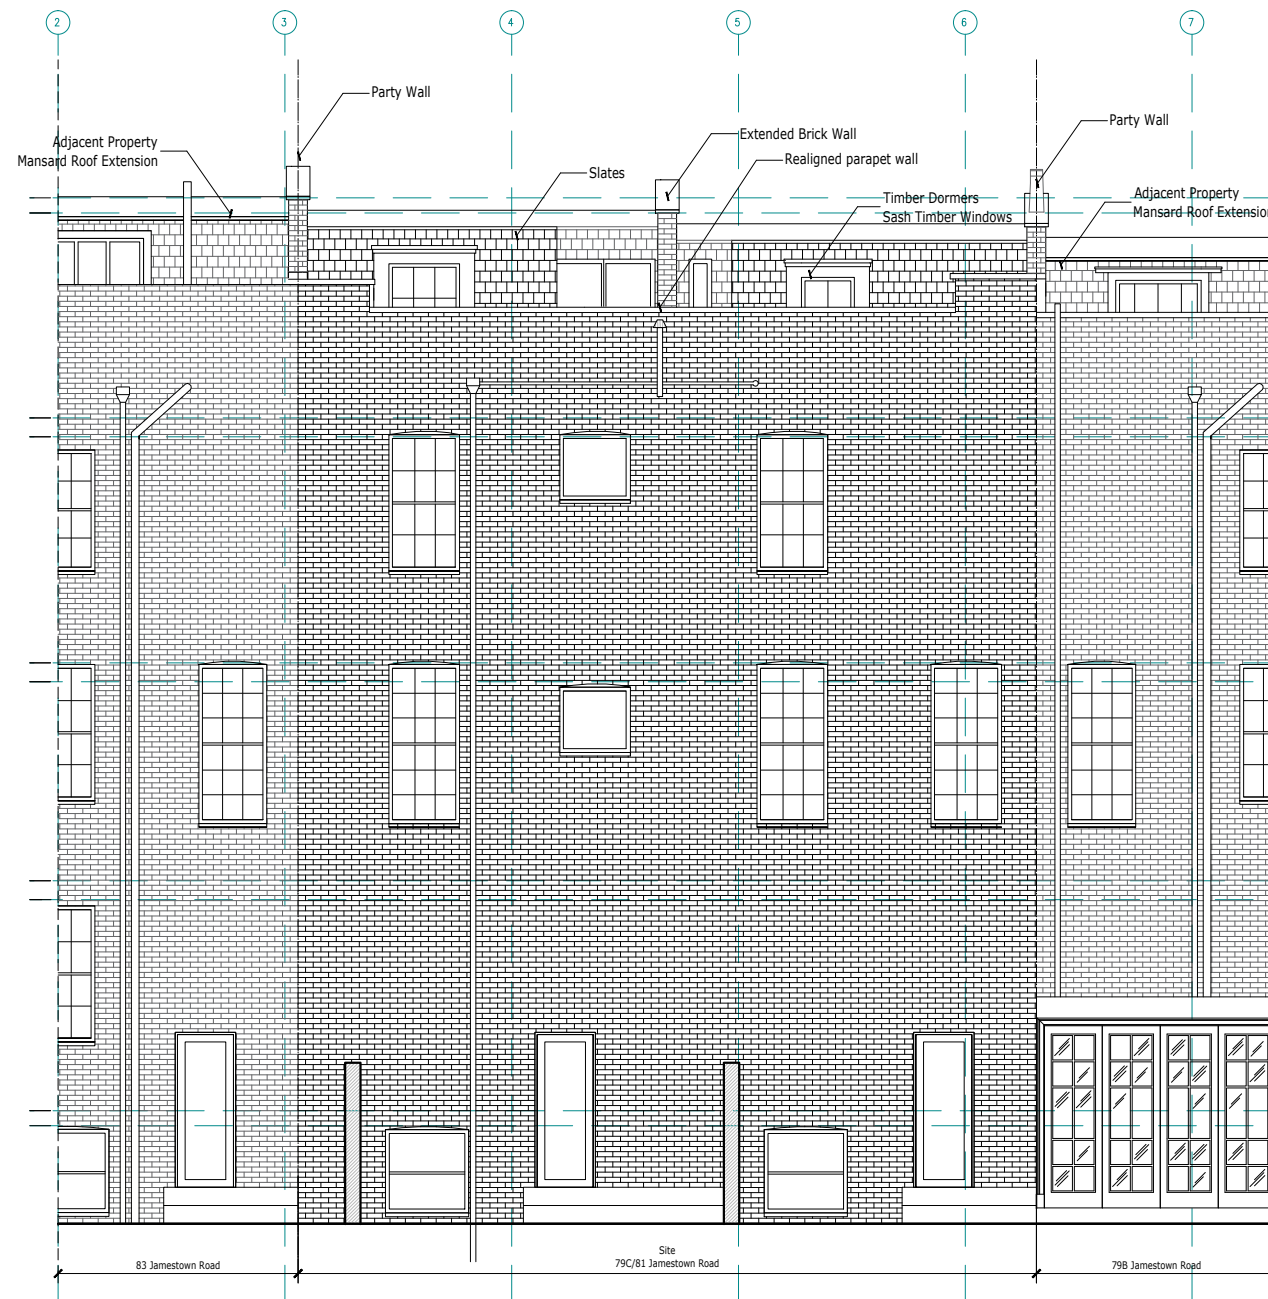 2
3
4
5
6
7
Party Wall
Adjacent Property
Mansard Roof Extension
Slates
Extended Brick Wall
Realigned parapet wall
Timber Dormers
Sash Timber Windows
Party Wall
Adjacent Property
Mansard Roof Extension
83 Jamestown Road
Site
79C/81 Jamestown Road
79B Jamestown Road